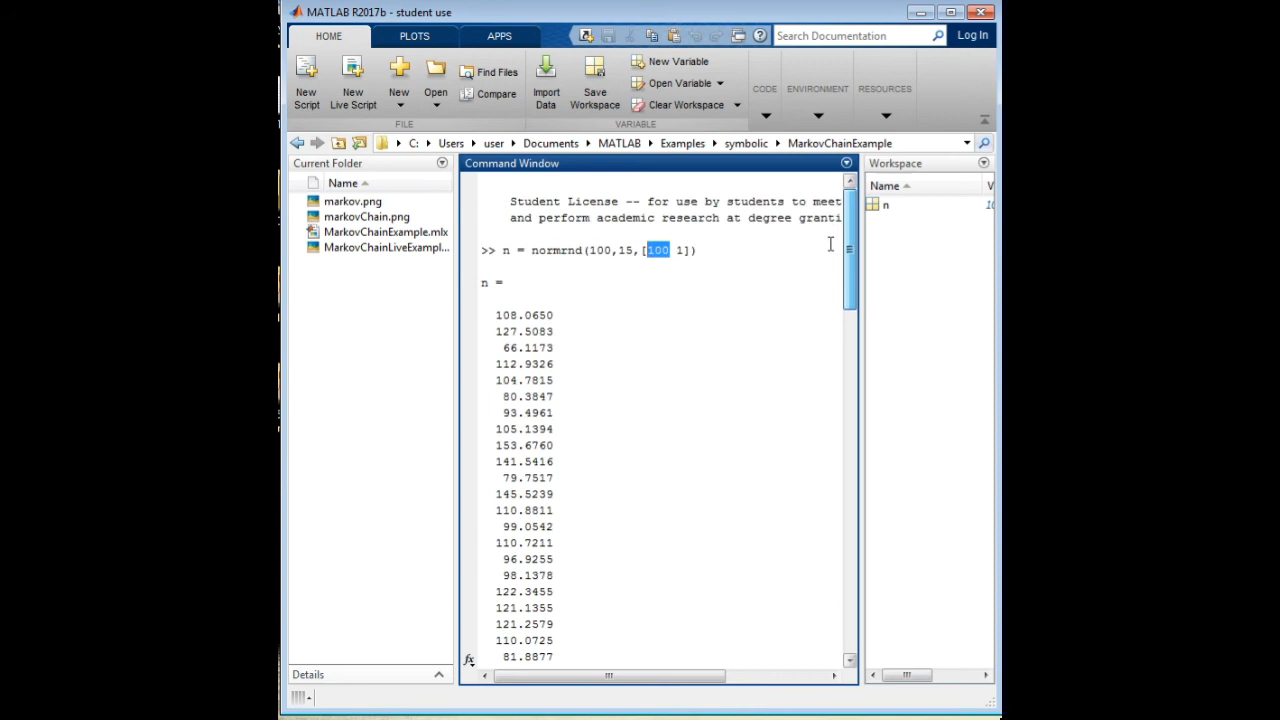 MATLAB R2017b - student use
HOME
PLOTS
APPS
Search Documentation
Log In
New Script
New Live Script
New
Open
Find Files
Compare
Import Data
Save Workspace
New Variable
Open Variable
Clear Workspace
CODE
ENVIRONMENT
RESOURCES
FILE
VARIABLE
C: Users user Documents MATLAB Examples symbolic MarkovChainExample
Current Folder
Name
markov.png
markovChain.png
MarkovChainExample.mlx
MarkovChainLiveExampl...
Details
Command Window
Student License -- for use by students to meet
and perform academic research at degree granti
>> n = normrnd(100,15,[100 1])
n =
108.0650
127.5083
66.1173
112.9326
104.7815
80.3847
93.4961
105.1394
153.6760
141.5416
79.7517
145.5239
110.8811
99.0542
110.7211
96.9255
98.1378
122.3455
121.1355
121.2579
110.0725
81.8877
fx
Workspace
Name
V
n
10